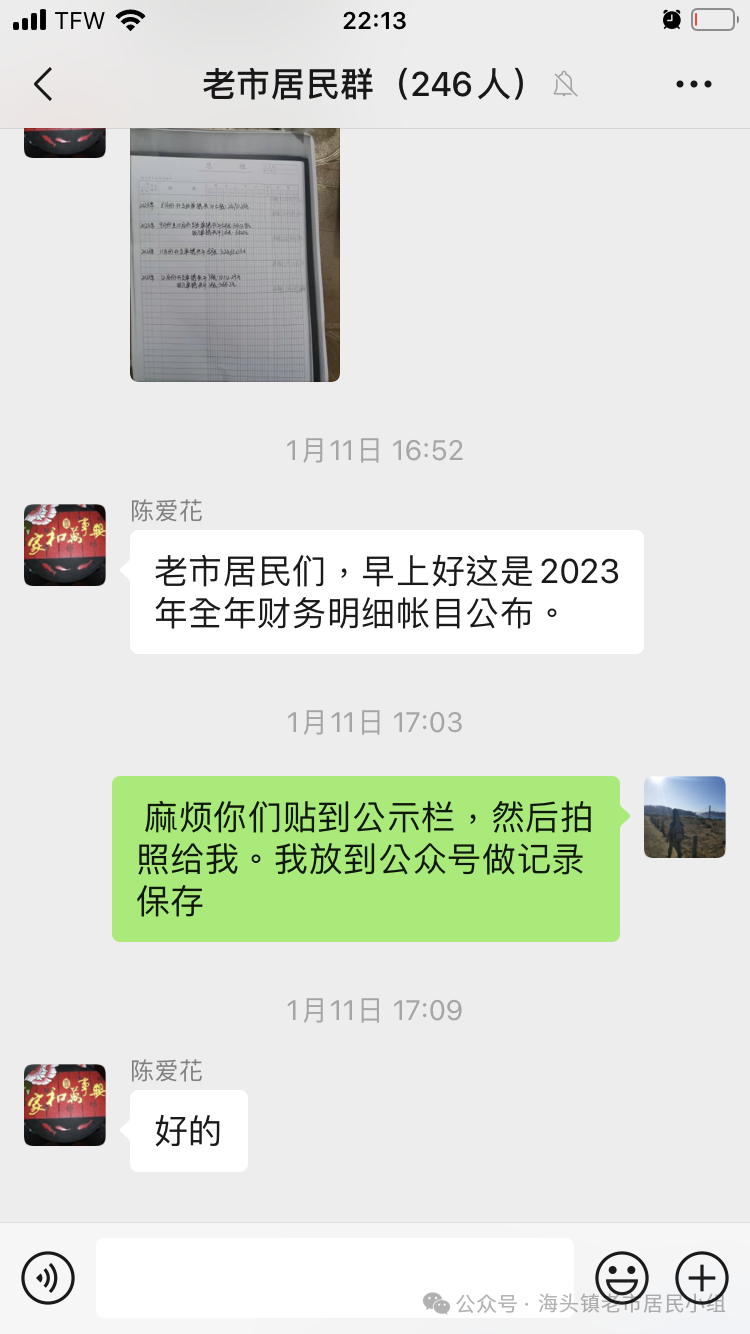 TFW
22:13
老市居民群（246人）
1月11日 16:52
陈爱花
老市居民们，早上好这是2023
年全年财务明细帐目公布。
1月11日 17:03
麻烦你们贴到公示栏，然后拍
照给我。我放到公众号做记录
保存
1月11日 17:09
陈爱花
好的
公众号 · 海头镇老市居民小组